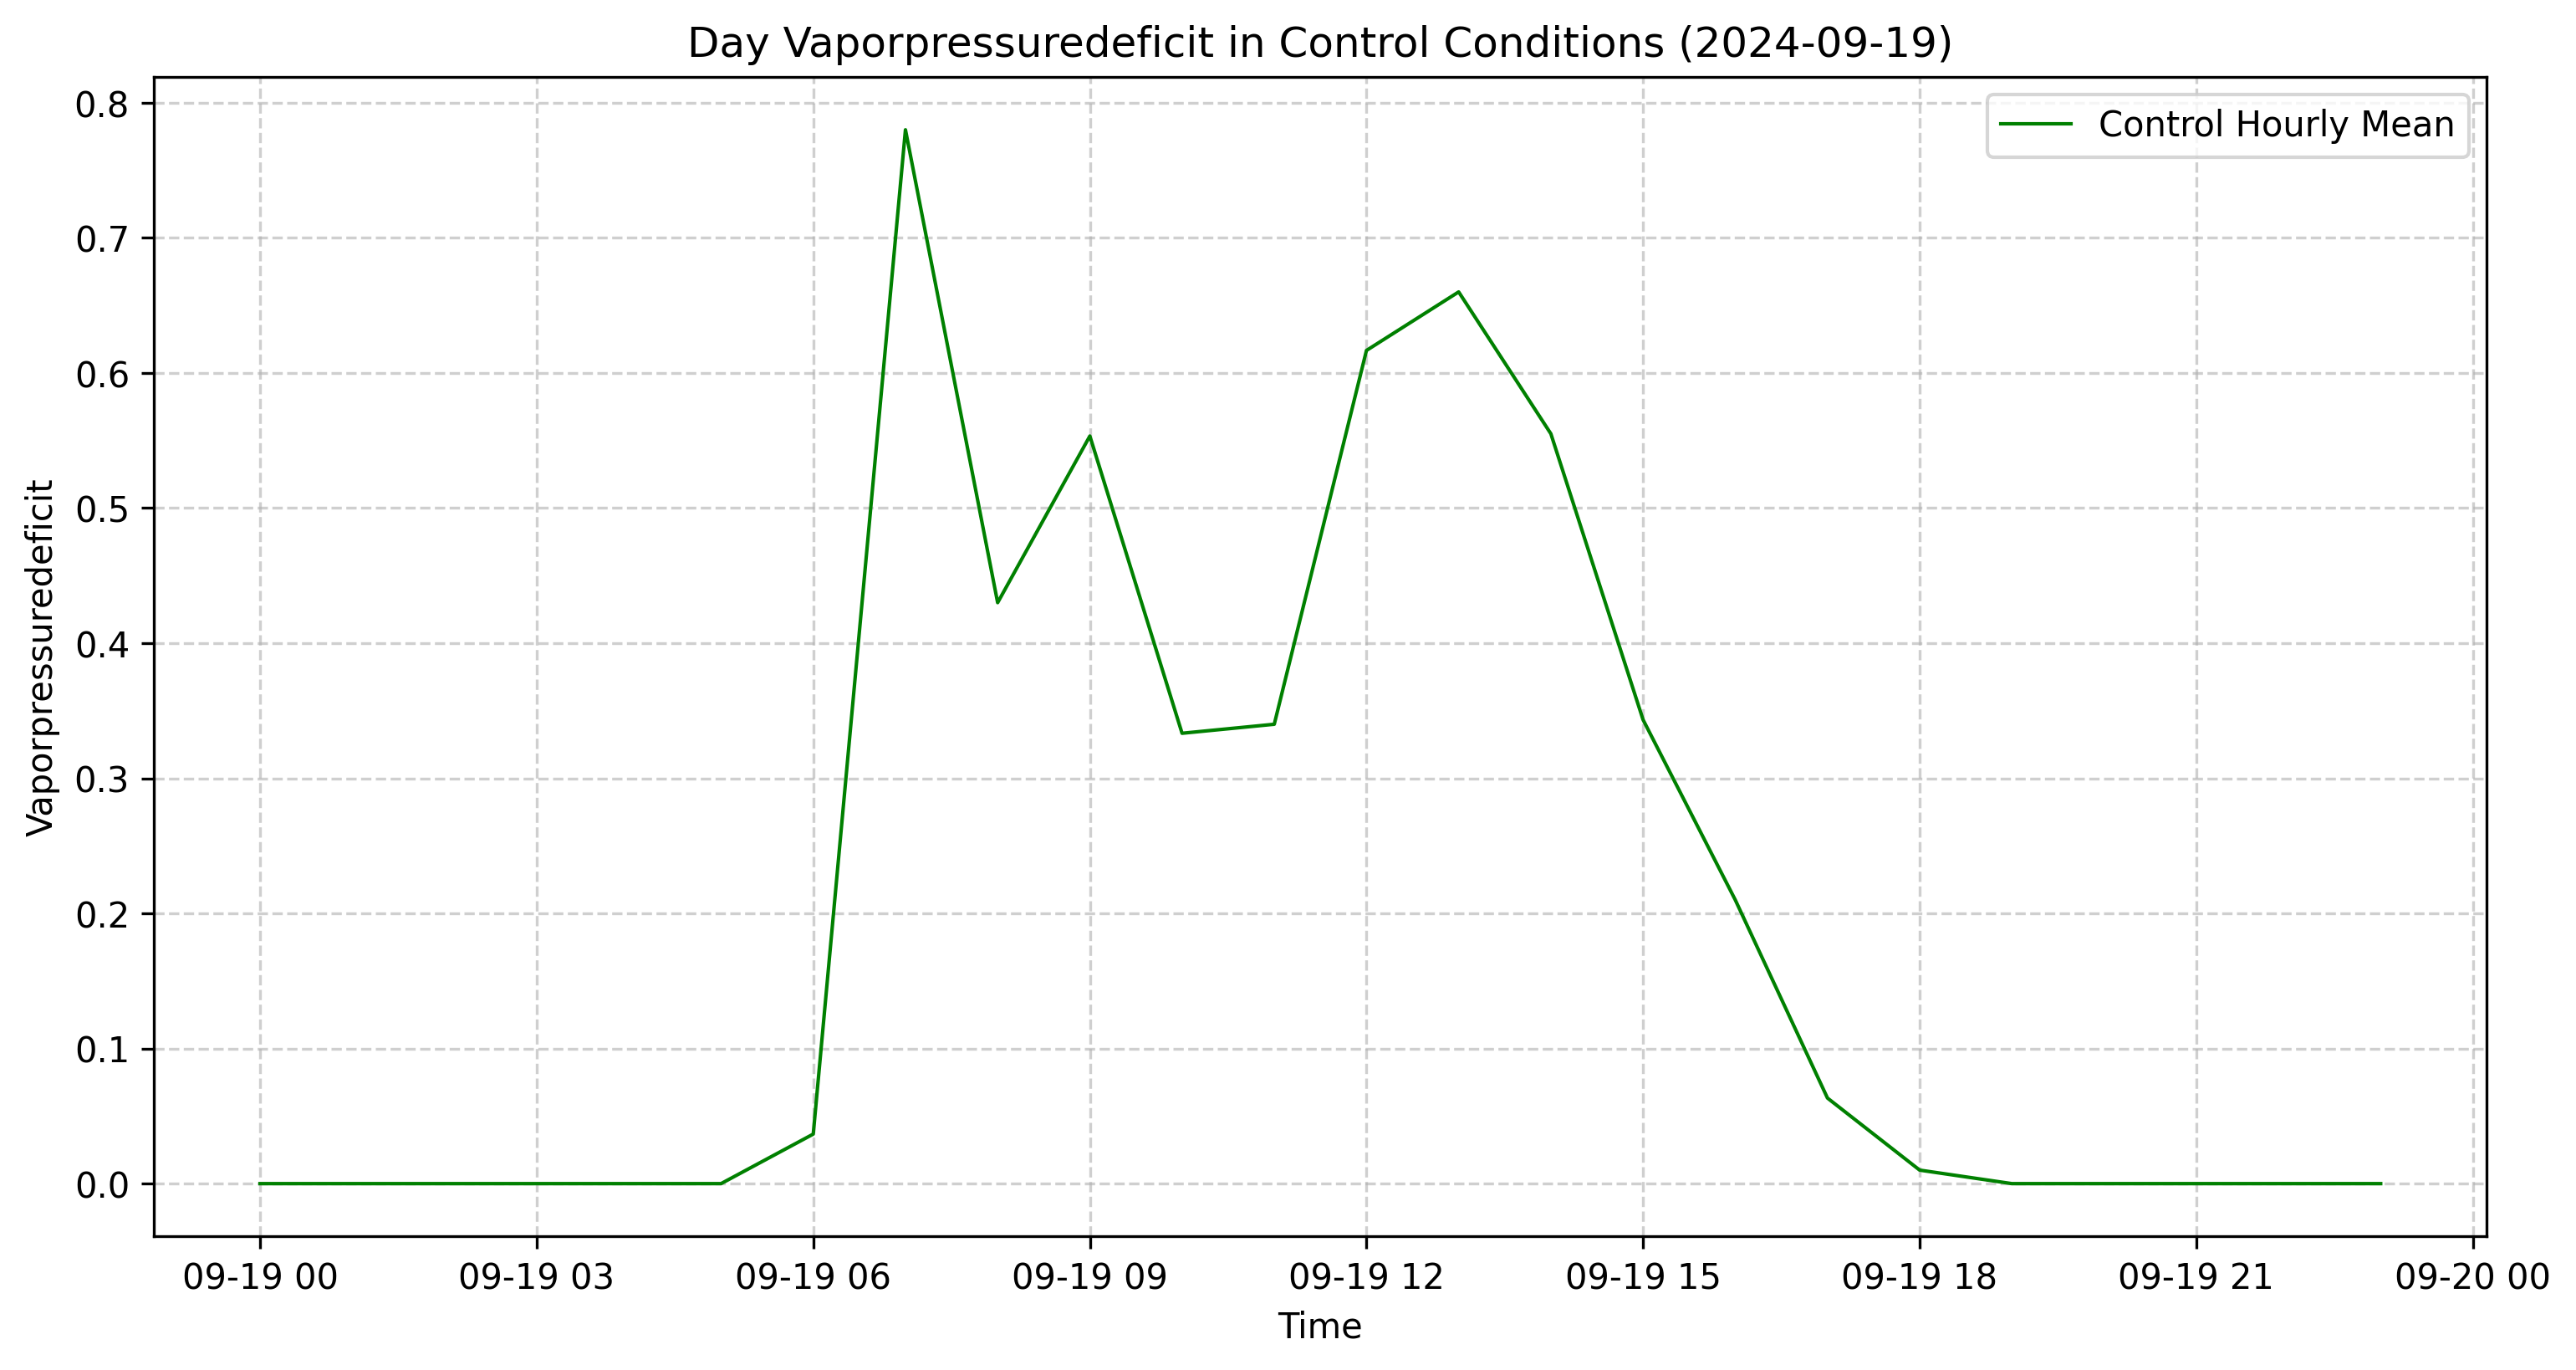 Day Vaporpressuredeficit in Control Conditions (2024-09-19)
Control Hourly Mean
Vaporpressuredeficit
0.8
0.7
0.6
0.5
0.4
0.3
0.2
0.1
0.0
09-19 00 09-19 03 09-19 06 09-19 09 09-19 12 09-19 15 09-19 18 09-19 21 09-20 00
Time